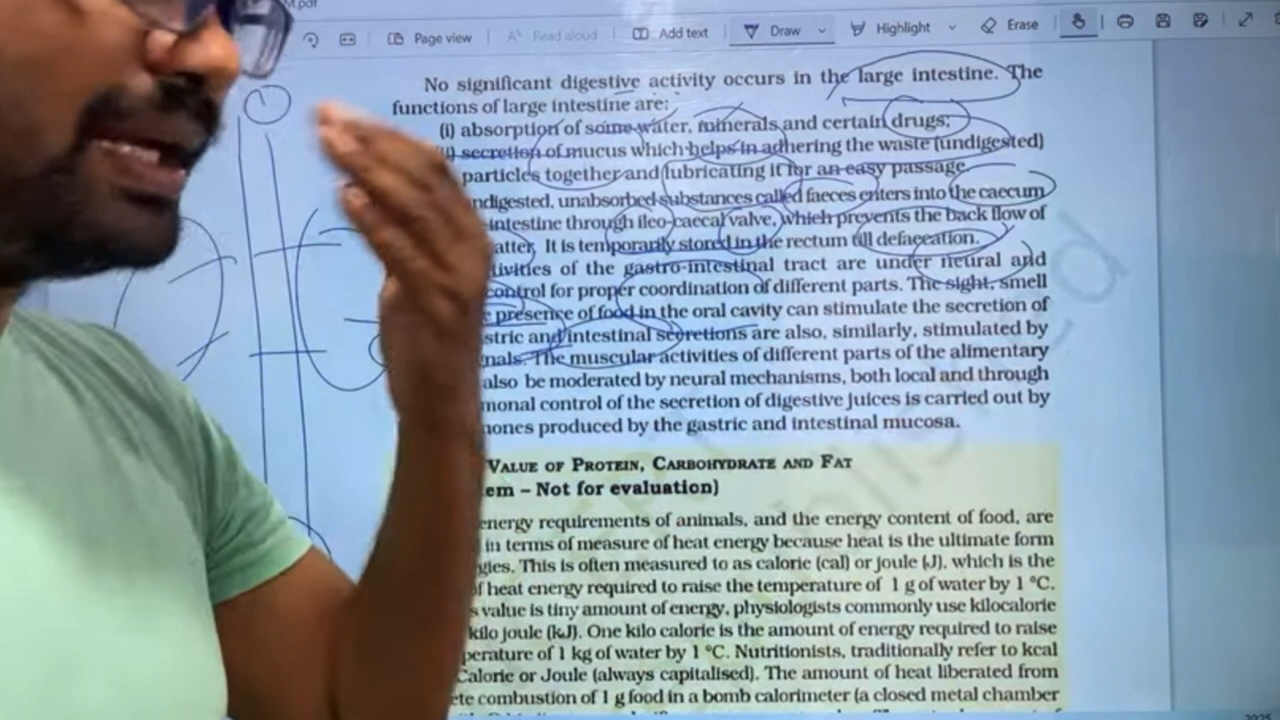 t.pdf
Page view
Read aloud
Add text
Draw
Highlight
Erase
No significant digestive activity occurs in the large intestine. The
functions of large intestine are:
(i) absorption of some water, minerals and certain drugs;
secretion of mucus which helps in adhering the waste (undigested)
particles together and lubricating it for an easy passage.
ndigested, unabsorbed substances called faeces enters into the caecum
intestine through ileo-caecal valve, which prevents the back flow of
atter. It is temporarily stored in the rectum till defaecation.
tivities of the gastro-intestinal tract are under neural and
control for proper coordination of different parts. The sight, smell
e presence of food in the oral cavity can stimulate the secretion of
stric and intestinal secretions are also, similarly, stimulated by
nals. The muscular activities of different parts of the alimentary
also be moderated by neural mechanisms, both local and through
monal control of the secretion of digestive juices is carried out by
nones produced by the gastric and intestinal mucosa.
VALUE OF PROTEIN, CARBOHYDRATE AND FAT
em – Not for evaluation)
energy requirements of animals, and the energy content of food, are
in terms of measure of heat energy because heat is the ultimate form
gies. This is often measured to as calorie (cal) or joule (J), which is the
of heat energy required to raise the temperature of 1 g of water by 1 °C.
s value is tiny amount of energy, physiologists commonly use kilocalorie
kilo joule (kJ). One kilo calorie is the amount of energy required to raise
perature of 1 kg of water by 1 °C. Nutritionists, traditionally refer to kcal
Calorie or Joule (always capitalised). The amount of heat liberated from
ete combustion of 1 g food in a bomb calorimeter (a closed metal chamber